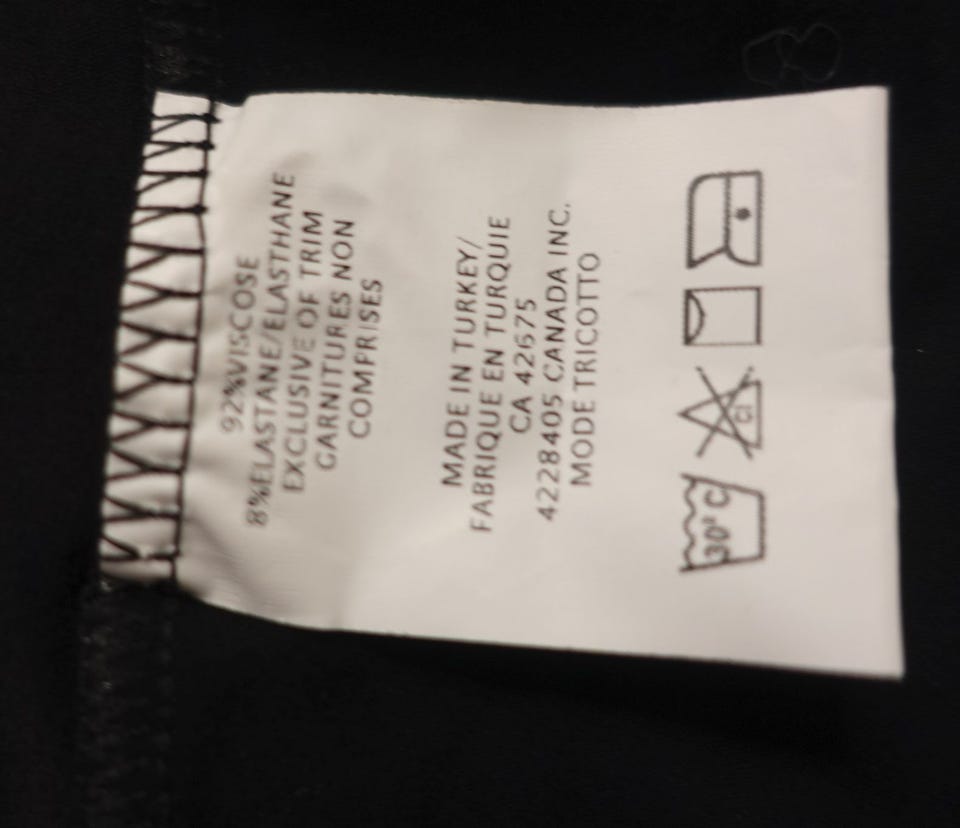 92%VISCOSE
8%ELASTANE/ELASTHANE
EXCLUSIVE OF TRIM
GARNITURES NON
COMPRISES
MADE IN TURKEY/
FABRIQUE EN TURQUIE
CA 42675
4228405 CANADA INC.
MODE TRICOTTO
30°C
Cl